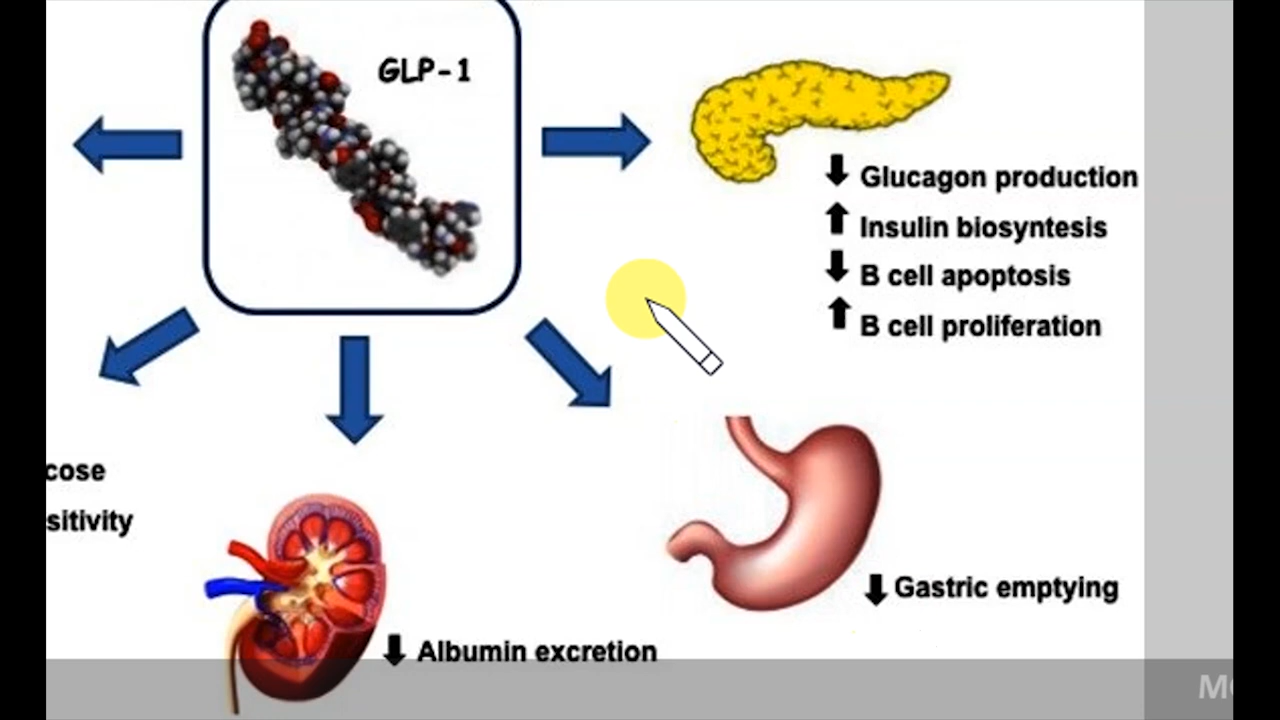 GLP-1
Glucagon production
Insulin biosyntesis
B cell apoptosis
B cell proliferation
cose
sitivity
Gastric emptying
Albumin excretion